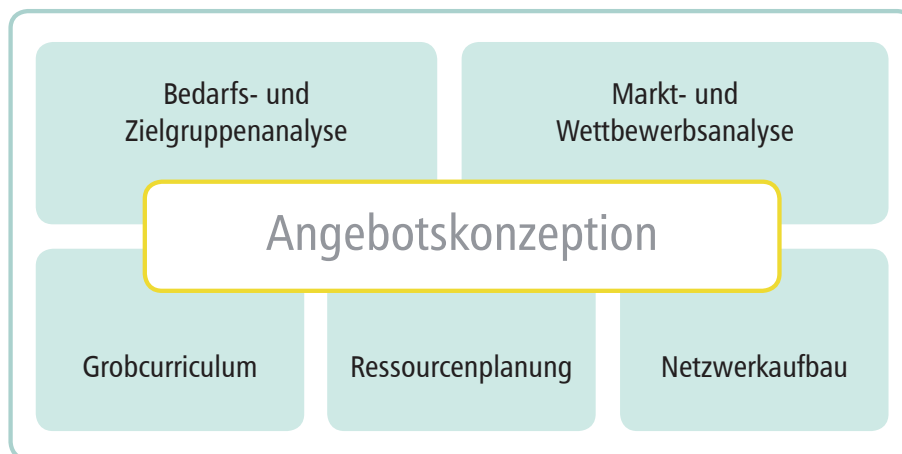 Bedarfs- und
Zielgruppenanalyse
Markt- und
Wettbewerbsanalyse
Angebotskonzeption
Grobcurriculum
Ressourcenplanung
Netzwerkaufbau